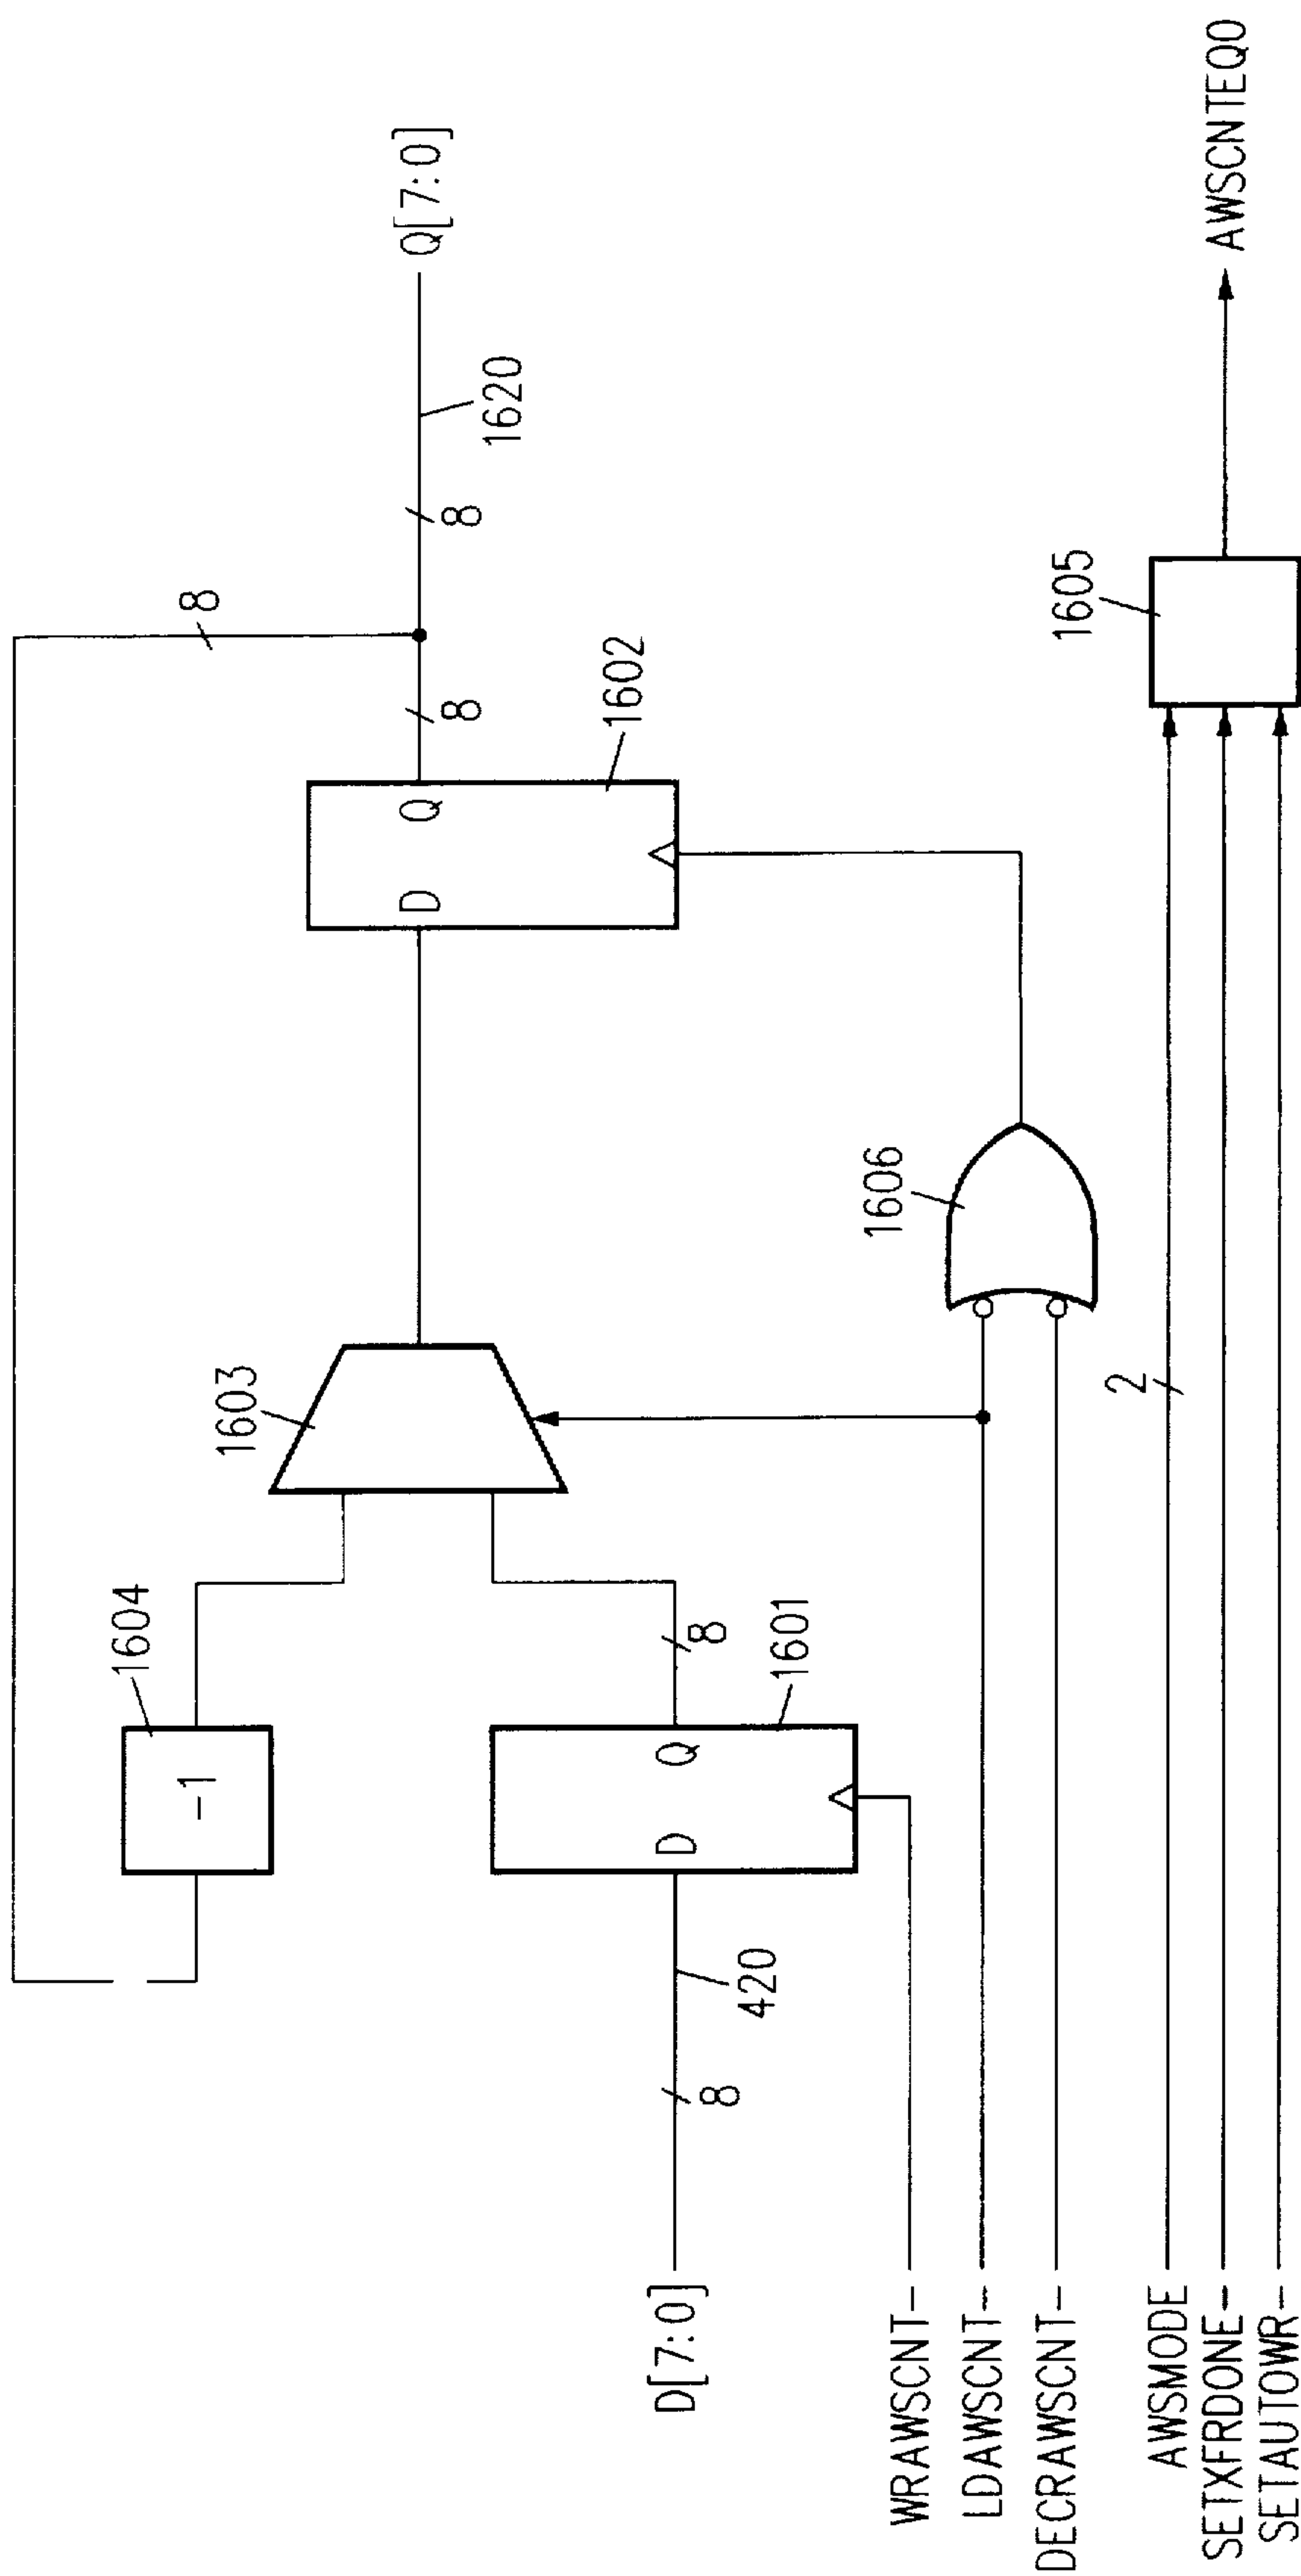 8
Q[7:0]
1604
-1
1603
D Q
1602
8
8
1620
D[7:0]
8
420
D Q
1601
8
WRAWSCNT-
LDAWSCNT-
DECRAWSCNT-
1606
AWSMODE
SETXFRDONE-
SETAUTOWR-
2
1605
AWSCNTEQ0